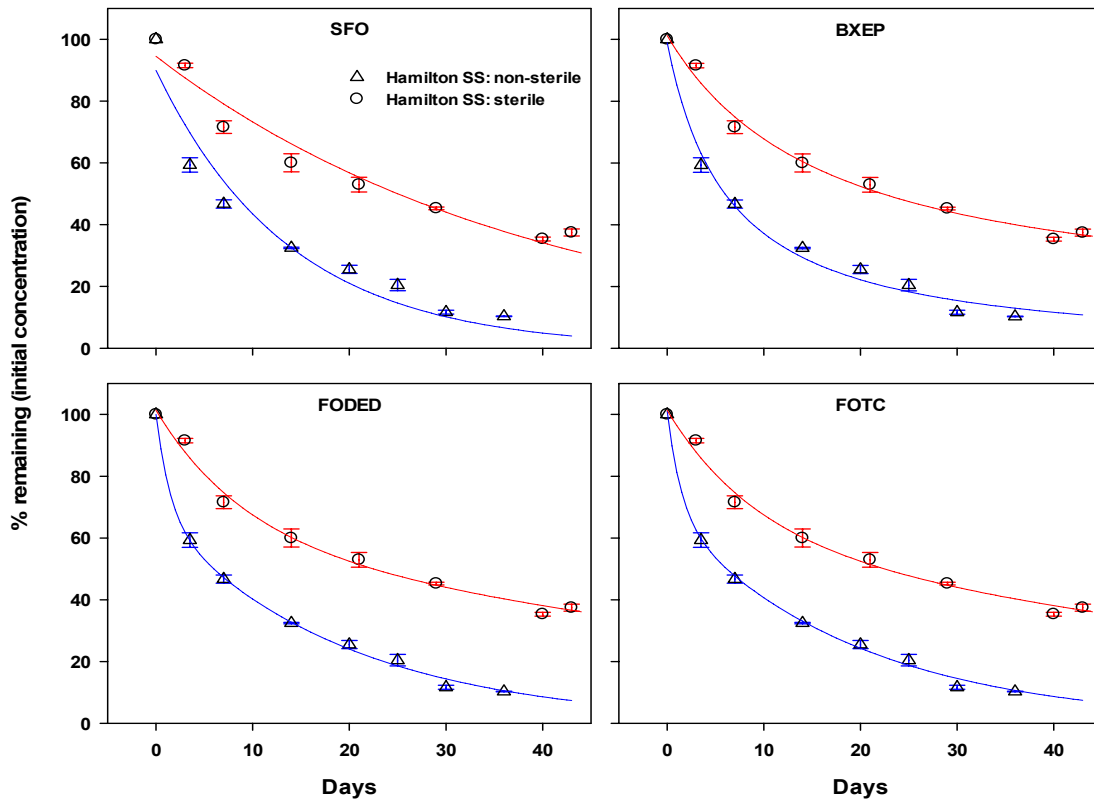 SFO
BXEP
Hamilton SS: non-sterile
Hamilton SS: sterile
100
80
60
40
20
0
FODED
FOTC
100
80
60
40
20
0
% remaining (initial concentration)
0 10 20 30 40
0 10 20 30 40
Days
Days